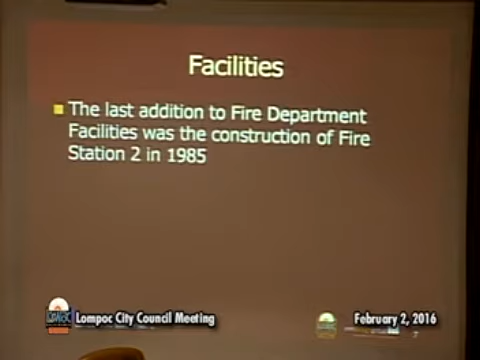 Facilities
The last addition to Fire Department
Facilities was the construction of Fire
Station 2 in 1985
LOMPOC
Lompoc City Council Meeting
February 2, 2016